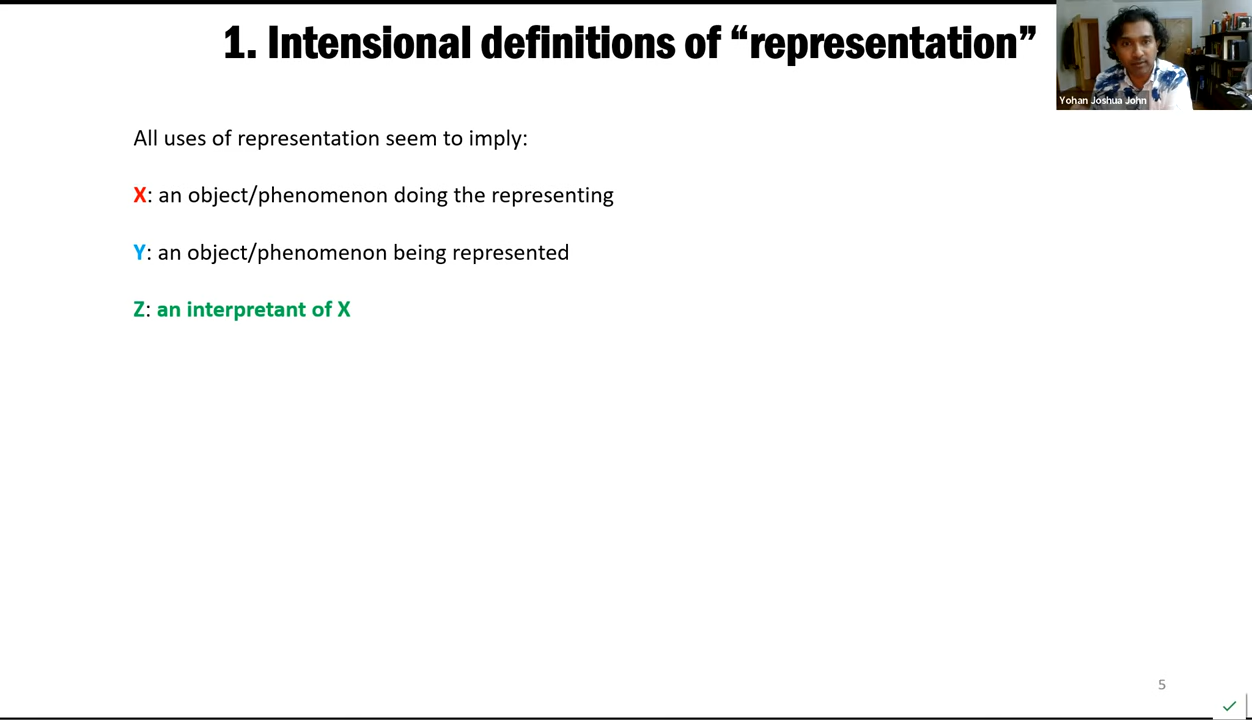 1. Intensional definitions of “representation”
Yohan Joshua John
All uses of representation seem to imply:
X: an object/phenomenon doing the representing
Y: an object/phenomenon being represented
Z: an interpretant of X
5